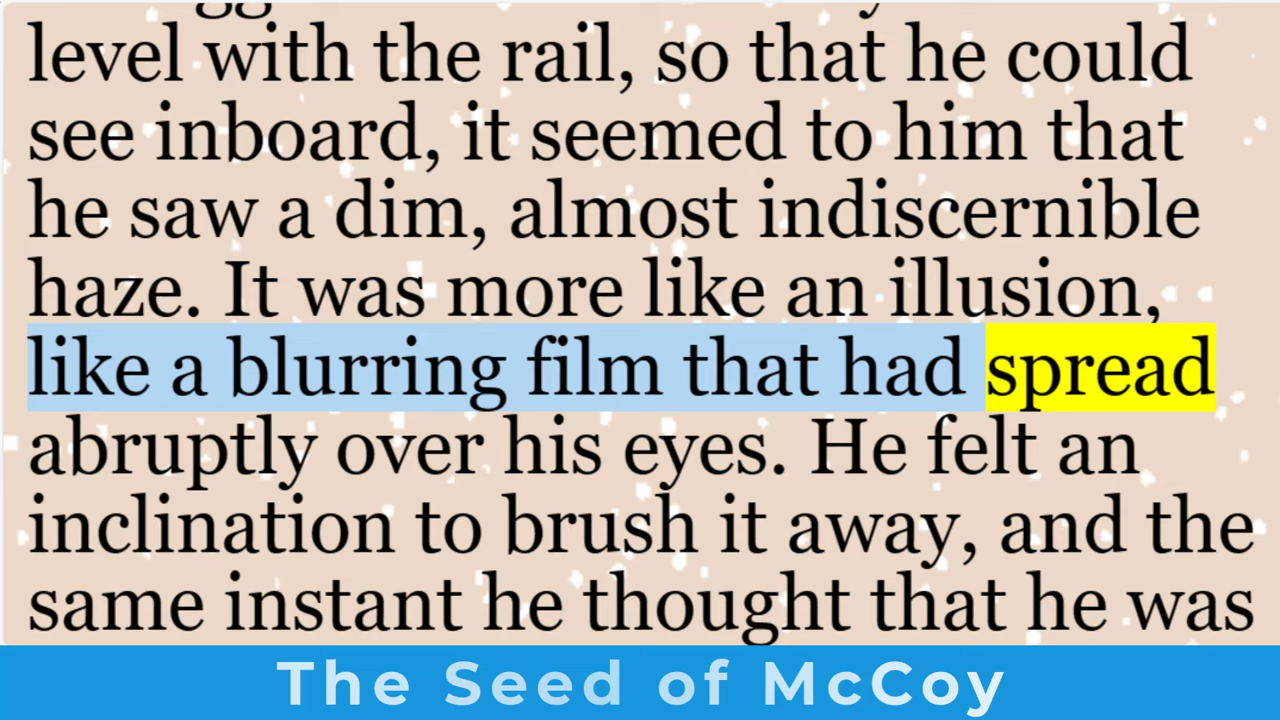 level with the rail, so that he could
see inboard, it seemed to him that
he saw a dim, almost indiscernible
haze. It was more like an illusion,
like a blurring film that had spread
abruptly over his eyes. He felt an
inclination to brush it away, and the
same instant he thought that he was
The Seed of McCoy